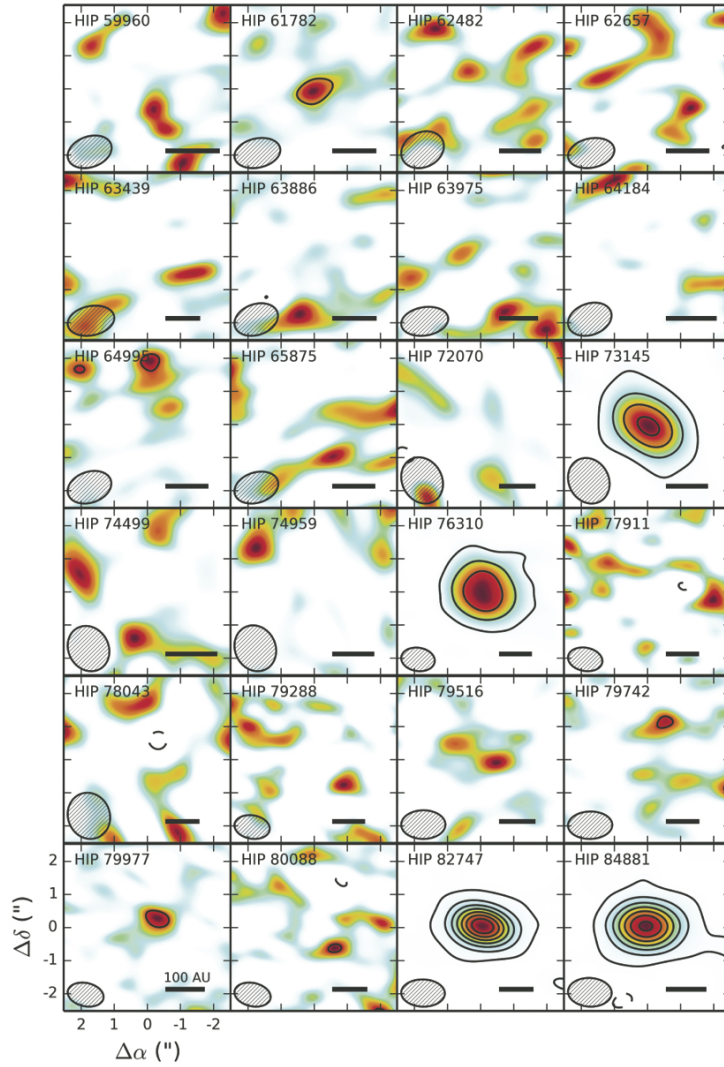 HIP 59960 HIP 61782 HIP 62482 HIP 62657
HIP 63439 HIP 63886 HIP 63975 HIP 64184
HIP 64995 HIP 65875 HIP 72070 HIP 73145
HIP 74499 HIP 74959 HIP 76310 HIP 77911
HIP 78043 HIP 79288 HIP 79516 HIP 79742
HIP 79977 HIP 80088 HIP 82747 HIP 84881
2
1
0
-1
-2
Δδ (")
100 AU
2 1 0 -1 -2
Δα (")